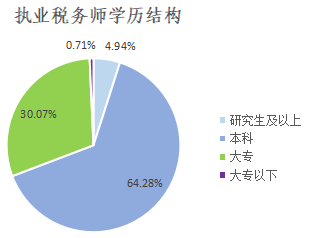 执业税务师学历结构
0.71%
4.94%
30.07%
64.28%
研究生及以上
本科
大专
大专以下